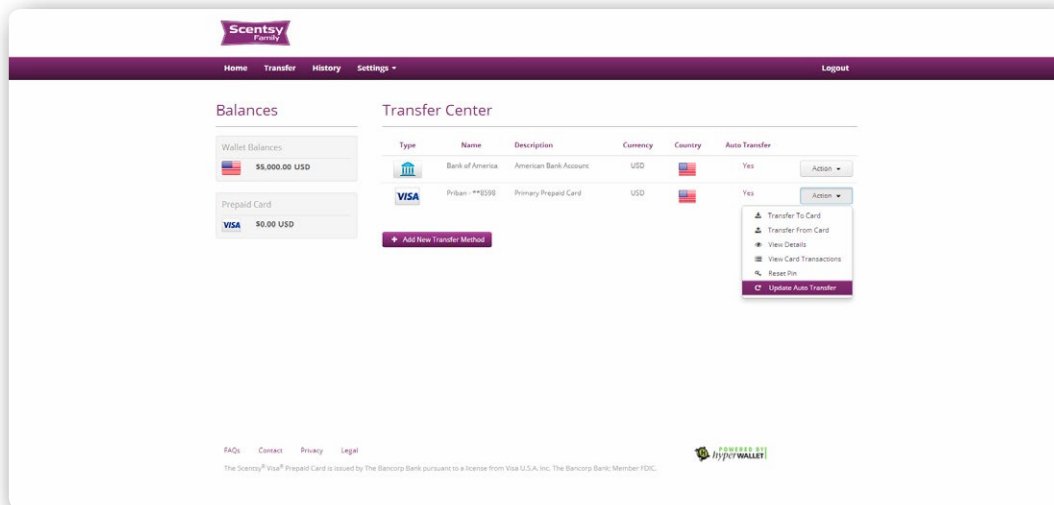 Scentsy
Family
Home Transfer History Settings
Logout
Balances
Wallet Balances
$5,000.00 USD
Prepaid Card
VISA $0.00 USD
Transfer Center
Type Name Description Currency Country Auto Transfer
Bank of America American Bank Account USD Yes Action
VISA Priban - **8598 Primary Prepaid Card USD Yes Action
Transfer To Card
Transfer From Card
View Details
View Card Transactions
Reset Pin
Update Auto Transfer
+ Add New Transfer Method
FAQs Contact Privacy Legal
POWERED BY
hyperWALLET
The Scentsy® Visa® Prepaid Card is issued by The Bancorp Bank pursuant to a license from Visa U.S.A. Inc. The Bancorp Bank; Member FDIC.